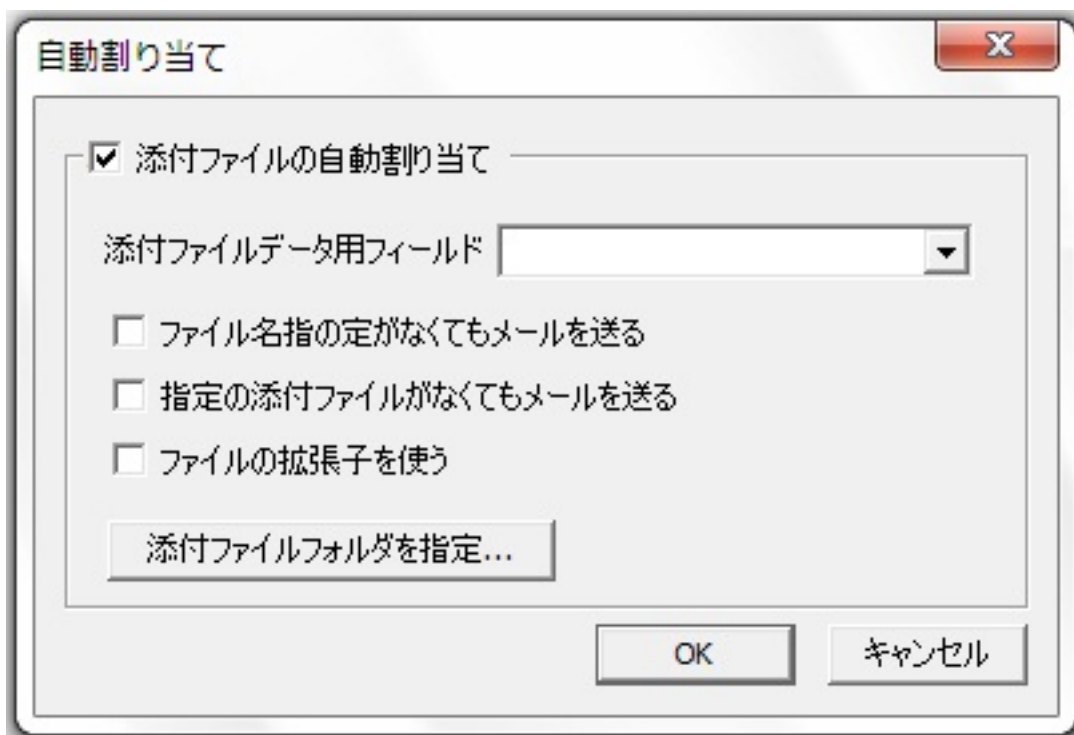 自動割り当て
添付ファイルの自動割り当て
添付ファイルデータ用フィールド
ファイル名指の定がなくてもメールを送る
指定の添付ファイルがなくてもメールを送る
ファイルの拡張子を使う
添付ファイルフォルダを指定...
OK キャンセル